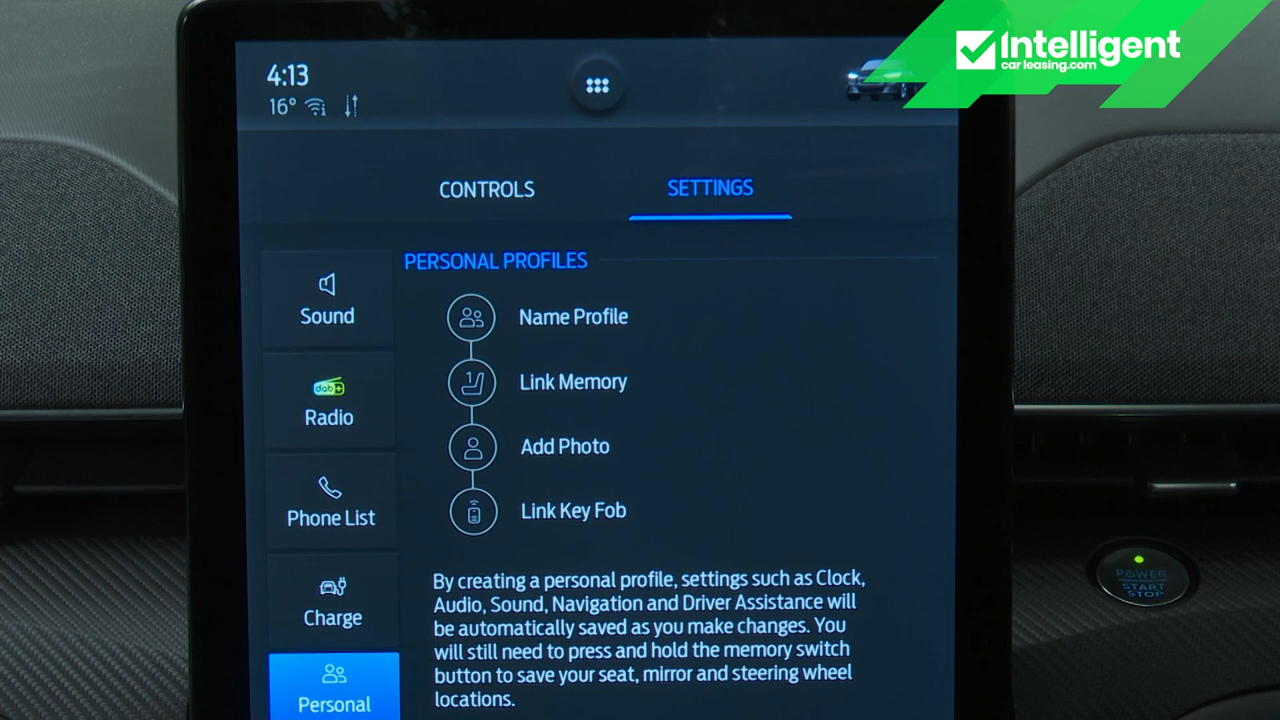 Intelligent
car leasing.com
4:13
16°
CONTROLS
SETTINGS
PERSONAL PROFILES
Sound
Name Profile
Link Memory
dab+
Radio
Add Photo
Phone List
Link Key Fob
Charge
By creating a personal profile, settings such as Clock,
Audio, Sound, Navigation and Driver Assistance will
be automatically saved as you make changes. You
will still need to press and hold the memory switch
button to save your seat, mirror and steering wheel
locations.
Personal
POWER
START
STOP